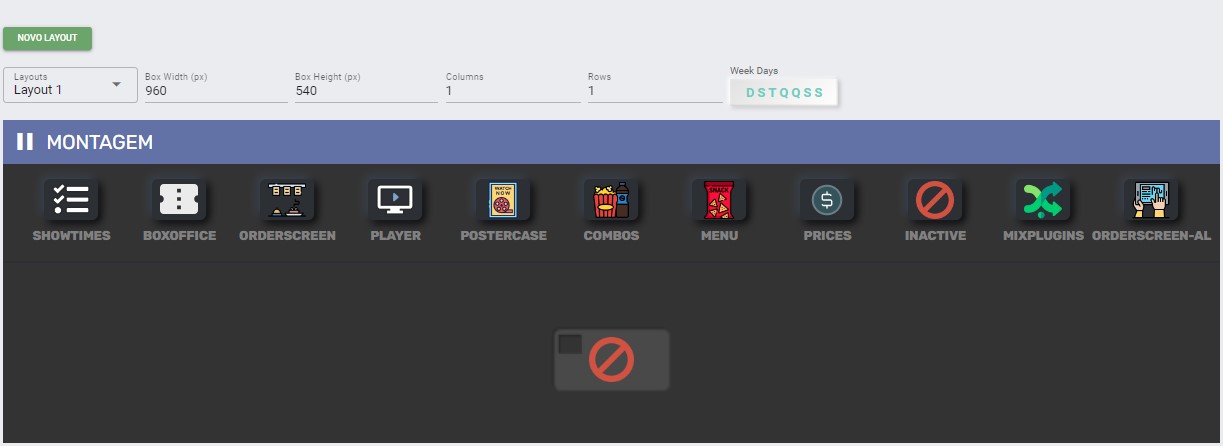 NOVO LAYOUT
Layouts
Layout 1
Box Width (px)
960
Box Height (px)
540
Columns
1
Rows
1
Week Days
DSTQQSS
MONTAGEM
WATCH
NOW
SNACK
$
SHOWTIMES BOXOFFICE ORDERSCREEN PLAYER POSTERCASE COMBOS MENU PRICES INACTIVE MIXPLUGINS ORDERSCREEN-AL